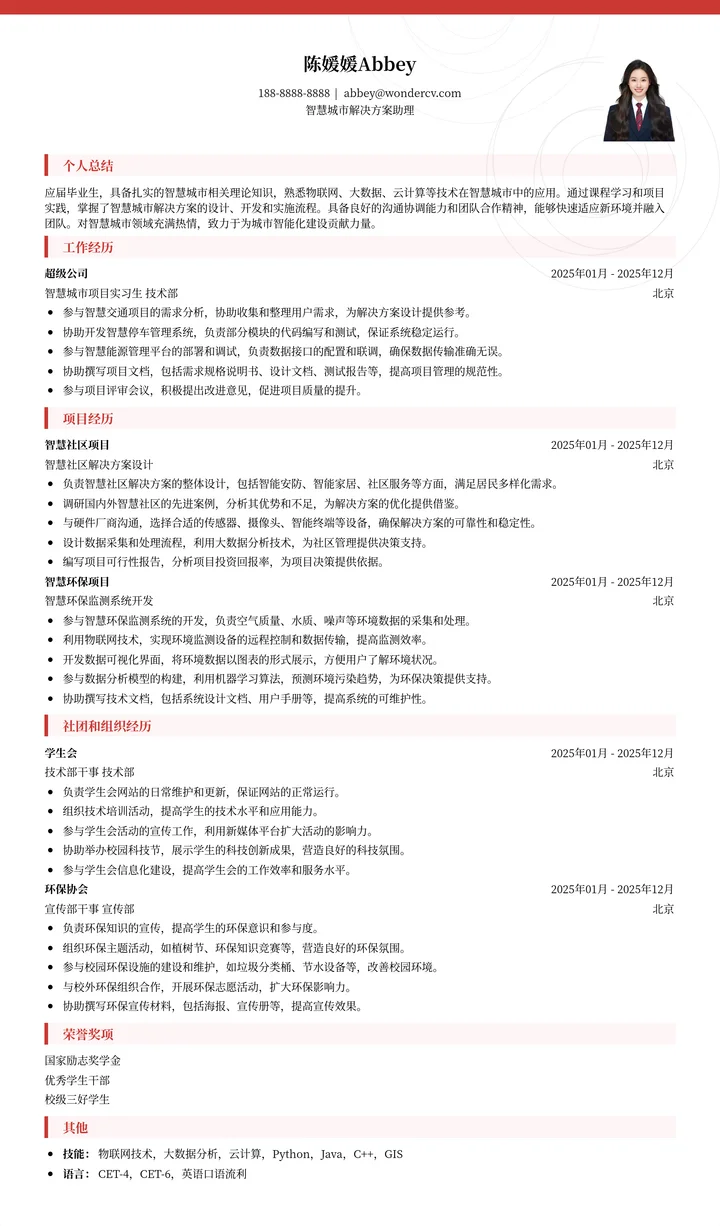 陈媛媛Abbey
188-8888-8888 | abbey@wondercv.com
智慧城市解决方案助理
个人总结
应届毕业生，具备扎实的智慧城市相关理论知识，熟悉物联网、大数据、云计算等技术在智慧城市中的应用。通过课程学习和项目
实践，掌握了智慧城市解决方案的设计、开发和实施流程。具备良好的沟通协调能力和团队合作精神，能够快速适应新环境并融入
团队。对智慧城市领域充满热情，致力于为城市智能化建设贡献力量。
工作经历
超级公司 2025年01月 - 2025年12月
智慧城市项目实习生 技术部 北京
• 参与智慧交通项目的需求分析，协助收集和整理用户需求，为解决方案设计提供参考。
• 协助开发智慧停车管理系统，负责部分模块的代码编写和测试，保证系统稳定运行。
• 参与智慧能源管理平台的部署和调试，负责数据接口的配置和联调，确保数据传输准确无误。
• 协助撰写项目文档，包括需求规格说明书、设计文档、测试报告等，提高项目管理的规范性。
• 参与项目评审会议，积极提出改进意见，促进项目质量的提升。
项目经历
智慧社区项目 2025年01月 - 2025年12月
智慧社区解决方案设计 北京
• 负责智慧社区解决方案的整体设计，包括智能安防、智能家居、社区服务等方面，满足居民多样化需求。
• 调研国内外智慧社区的先进案例，分析其优势和不足，为解决方案的优化提供借鉴。
• 与硬件厂商沟通，选择合适的传感器、摄像头、智能终端等设备，确保解决方案的可靠性和稳定性。
• 设计数据采集和处理流程，利用大数据分析技术，为社区管理提供决策支持。
• 编写项目可行性报告，分析项目投资回报率，为项目决策提供依据。
智慧环保项目 2025年01月 - 2025年12月
智慧环保监测系统开发 北京
• 参与智慧环保监测系统的开发，负责空气质量、水质、噪声等环境数据的采集和处理。
• 利用物联网技术，实现环境监测设备的远程控制和数据传输，提高监测效率。
• 开发数据可视化界面，将环境数据以图表的形式展示，方便用户了解环境状况。
• 参与数据分析模型的构建，利用机器学习算法，预测环境污染趋势，为环保决策提供支持。
• 协助撰写技术文档，包括系统设计文档、用户手册等，提高系统的可维护性。
社团和组织经历
学生会 2025年01月 - 2025年12月
技术部干事 技术部 北京
• 负责学生会网站的日常维护和更新，保证网站的正常运行。
• 组织技术培训活动，提高学生的技术水平和应用能力。
• 参与学生会活动的宣传工作，利用新媒体平台扩大活动的影响力。
• 协助举办校园科技节，展示学生的科技创新成果，营造良好的科技氛围。
• 参与学生会信息化建设，提高学生会的工作效率和服务水平。
环保协会 2025年01月 - 2025年12月
宣传部干事 宣传部 北京
• 负责环保知识的宣传，提高学生的环保意识和参与度。
• 组织环保主题活动，如植树节、环保知识竞赛等，营造良好的环保氛围。
• 参与校园环保设施的建设和维护，如垃圾分类桶、节水设备等，改善校园环境。
• 与校外环保组织合作，开展环保志愿活动，扩大环保影响力。
• 协助撰写环保宣传材料，包括海报、宣传册等，提高宣传效果。
荣誉奖项
国家励志奖学金
优秀学生干部
校级三好学生
其他
• 技能： 物联网技术，大数据分析，云计算，Python，Java，C++，GIS
• 语言： CET-4，CET-6，英语口语流利